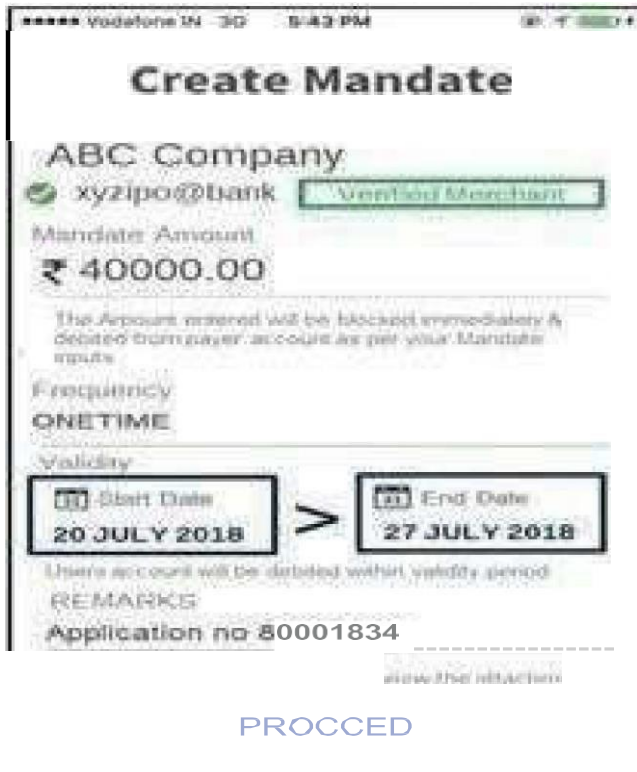 Vodafone IN 3G 5:43 PM
Create Mandate
ABC Company
xyzipo@bank Verified Merchant
Mandate Amount
₹ 40000.00
The Amount entered will be blocked immediately &
debited from payer account as per your Mandate
inputs
Frequency
ONETIME
Validity
Start Date
20 JULY 2018
>
End Date
27 JULY 2018
Users account will be debited within validity period
REMARKS
Application no 80001834
view the
PROCCED